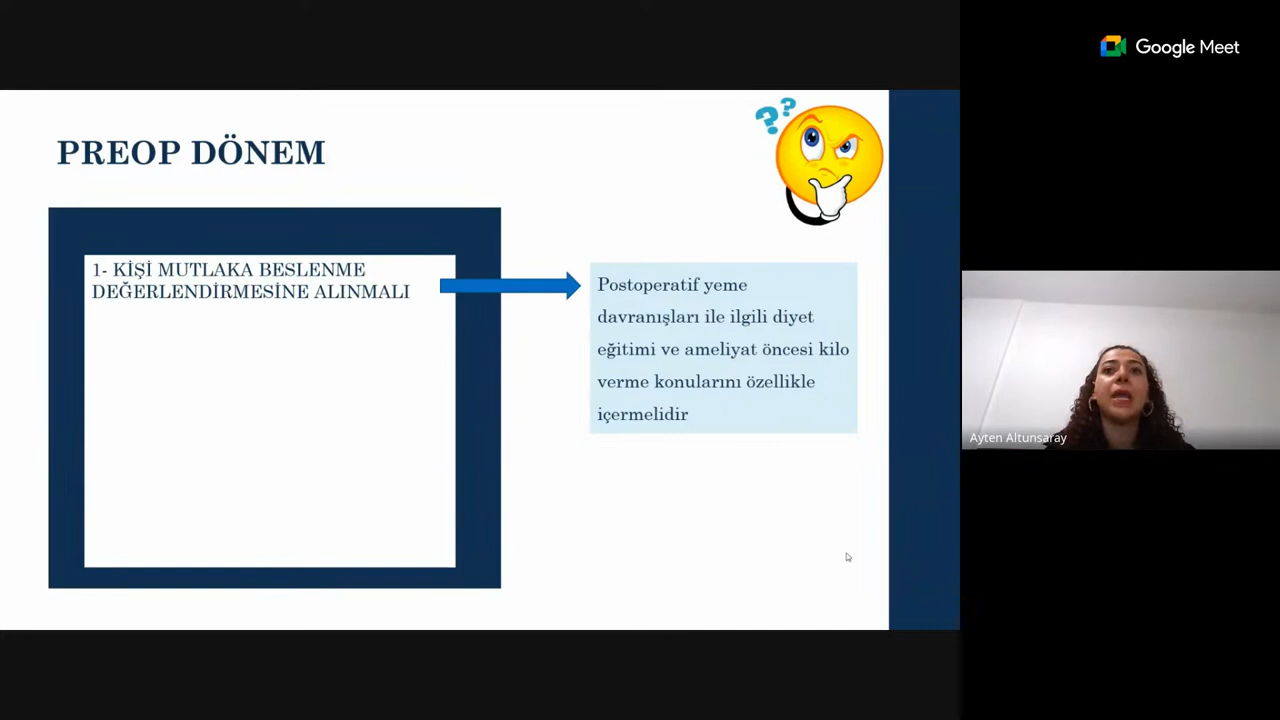 Google Meet
PREOP DÖNEM
1- KİŞİ MUTLAKA BESLENME
DEĞERLENDİRMESİNE ALINMALI
Postoperatif yeme
davranışları ile ilgili diyet
eğitimi ve ameliyat öncesi kilo
verme konularını özellikle
içermelidir
Ayten Altunsaray